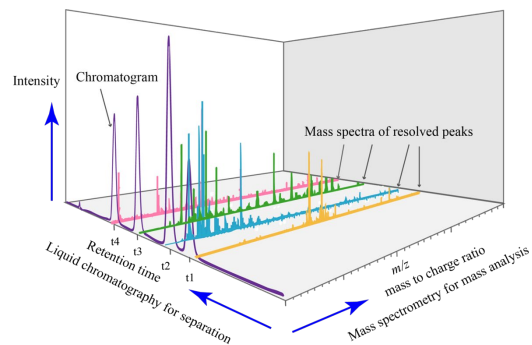 Chromatogram
Intensity
Mass spectra of resolved peaks
t4
t3
t2
t1
Retention time
Liquid chromatography for separation
m/z
mass to charge ratio
Mass spectrometry for mass analysis